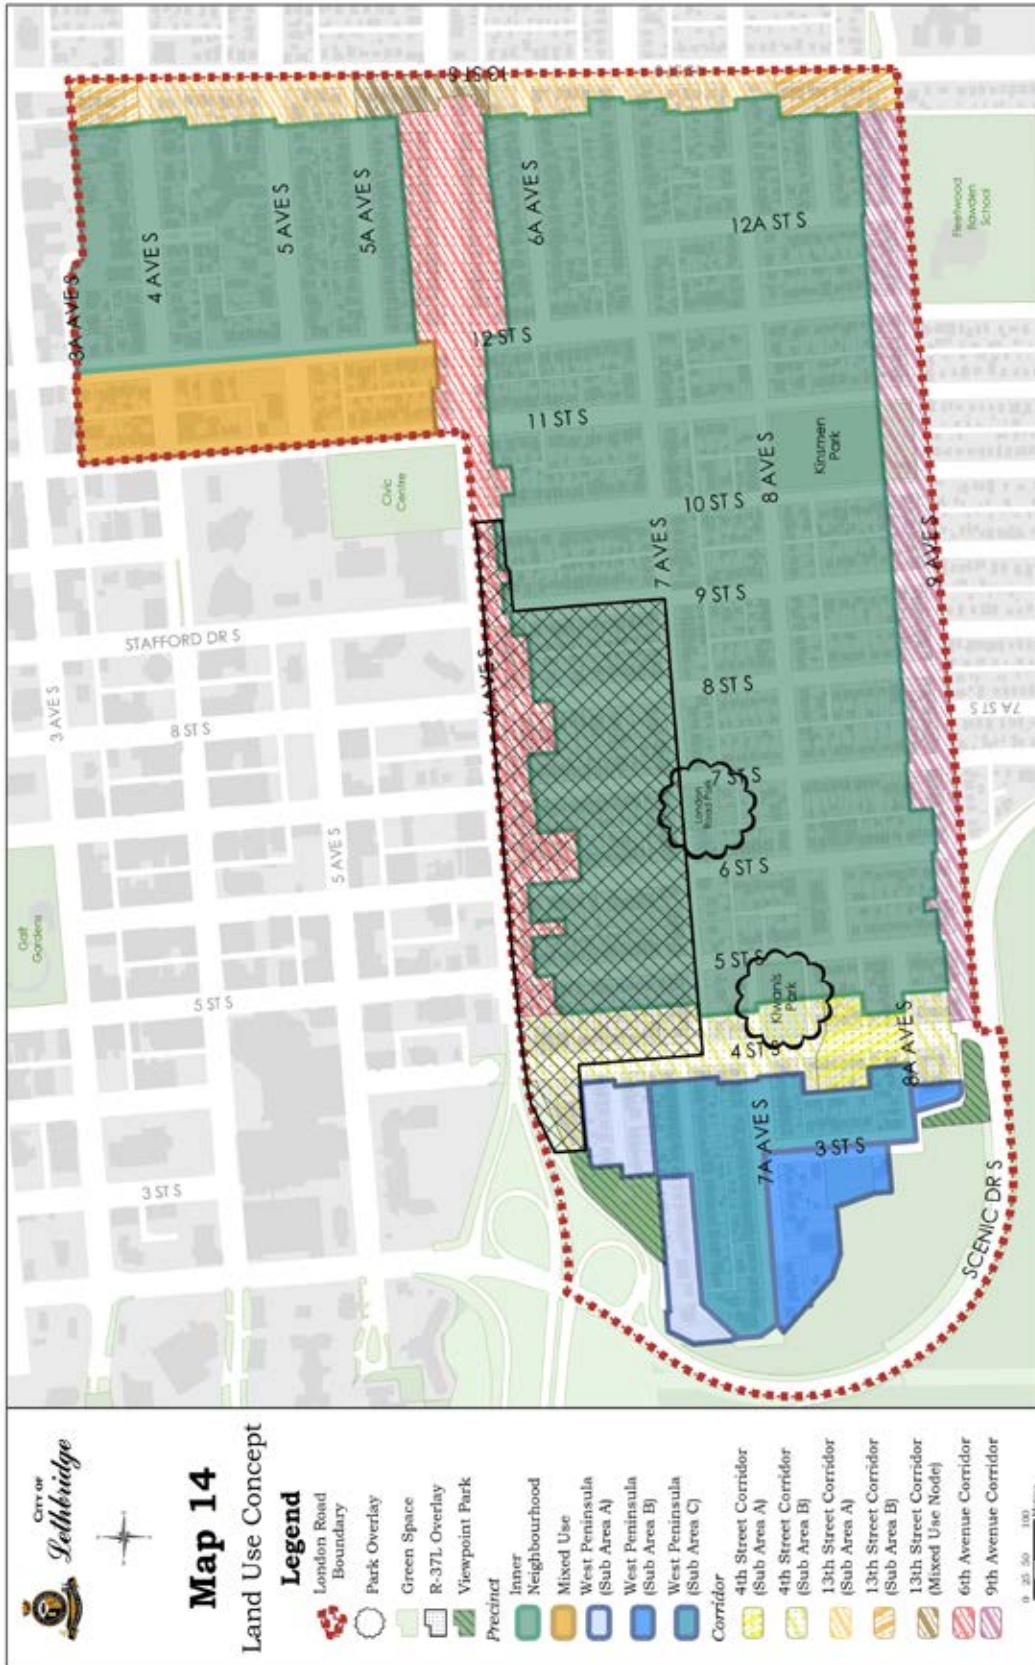 CITY OF
Lethbridge
Map 14
Land Use Concept
Legend
London Road
Boundary
Park Overlay
Green Space
R-37L Overlay
Viewpoint Park
Precinct
Inner
Neighbourhood
Mixed Use
West Peninsula
(Sub Area A)
West Peninsula
(Sub Area B)
West Peninsula
(Sub Area C)
Corridor
4th Street Corridor
(Sub Area A)
4th Street Corridor
(Sub Area B)
13th Street Corridor
(Sub Area A)
13th Street Corridor
(Sub Area B)
13th Street Corridor
(Mixed Use Node)
6th Avenue Corridor
9th Avenue Corridor
0 25 50 100
3 AVE S
3A AVE S
4 AVE S
5 AVE S
5A AVE S
13 ST S
6A AVE S
12A ST S
Fleetwood
Bawden
School
12 ST S
11 ST S
Civic
Centre
Kinsmen
Park
8 AVE S
10 ST S
7 AVE S
9 ST S
9 AVE S
STAFFORD DR S
6 AVE S
8 ST S
8 ST S
7A ST S
7 ST S
London
Road Park
5 AVE S
6 ST S
Galt
Gardens
5 ST S
5 ST S
Kiwanis
Park
4 ST S
8A AVE S
7A AVE S
3 ST S
3 ST S
SCENIC DR S